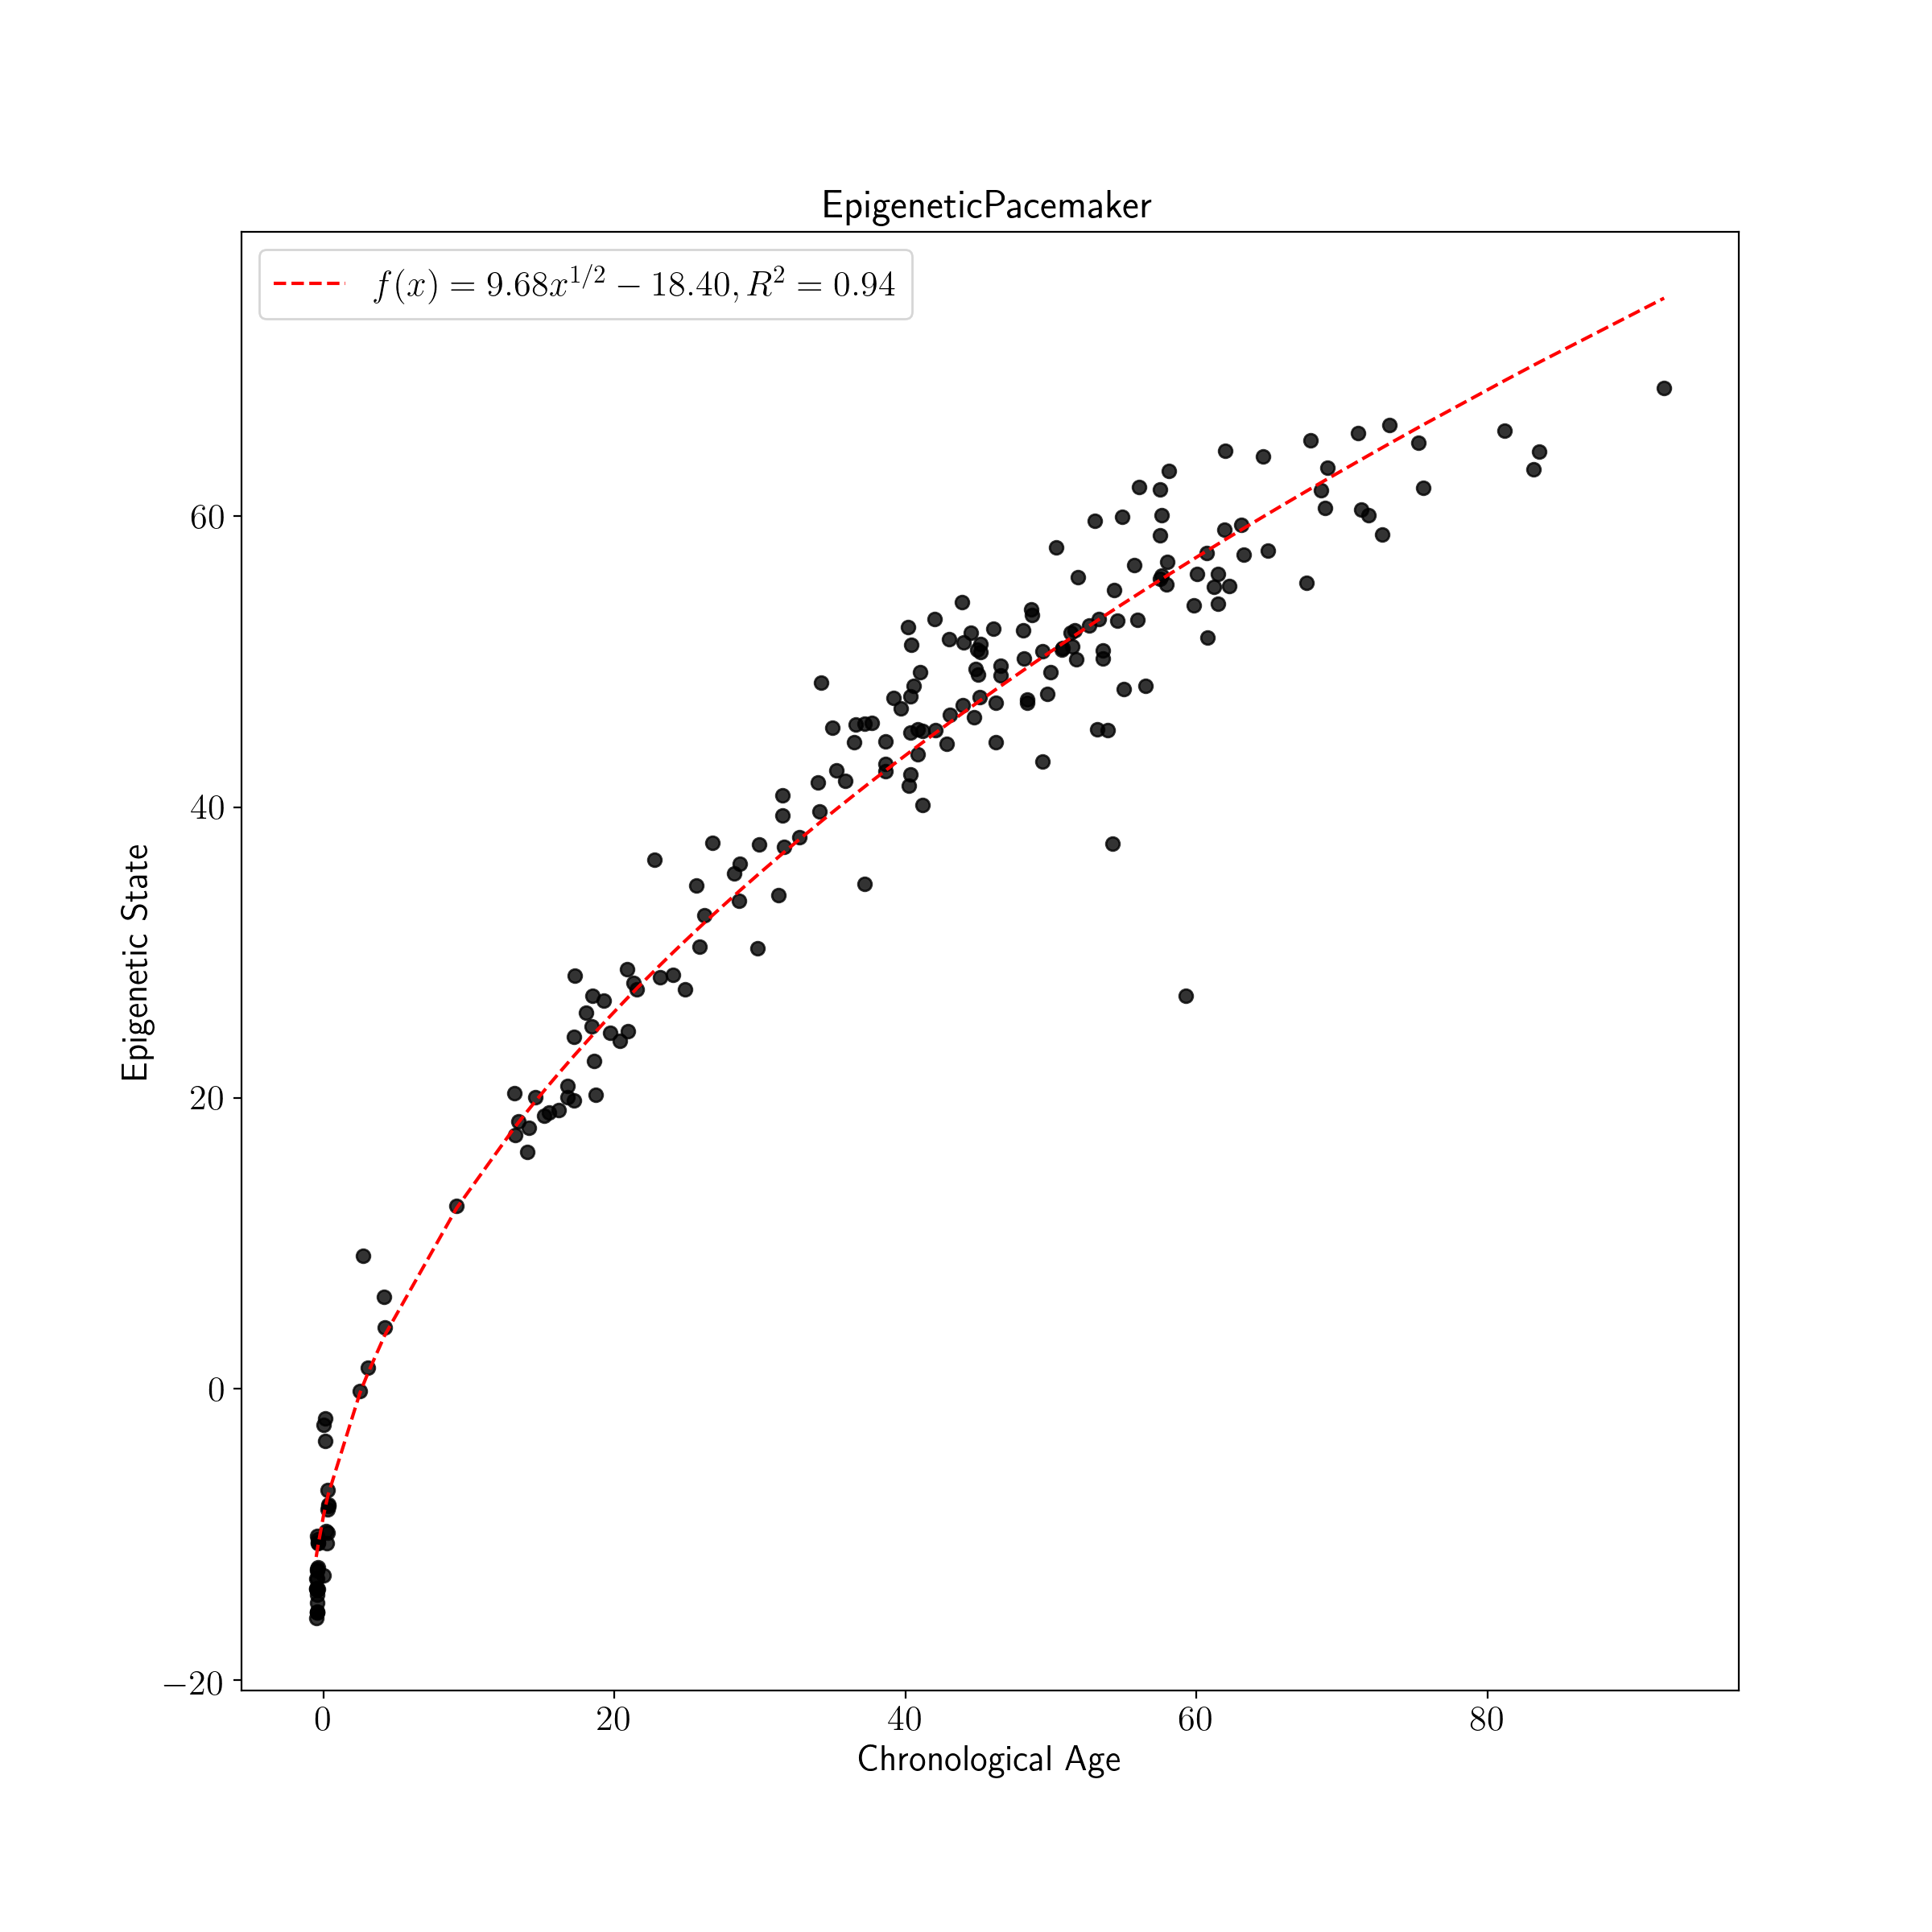 EpigeneticPacemaker
f(x) = 9.68x^{1/2} − 18.40, R^2 = 0.94
Epigenetic State
60
40
20
0
−20
0 20 40 60 80
Chronological Age